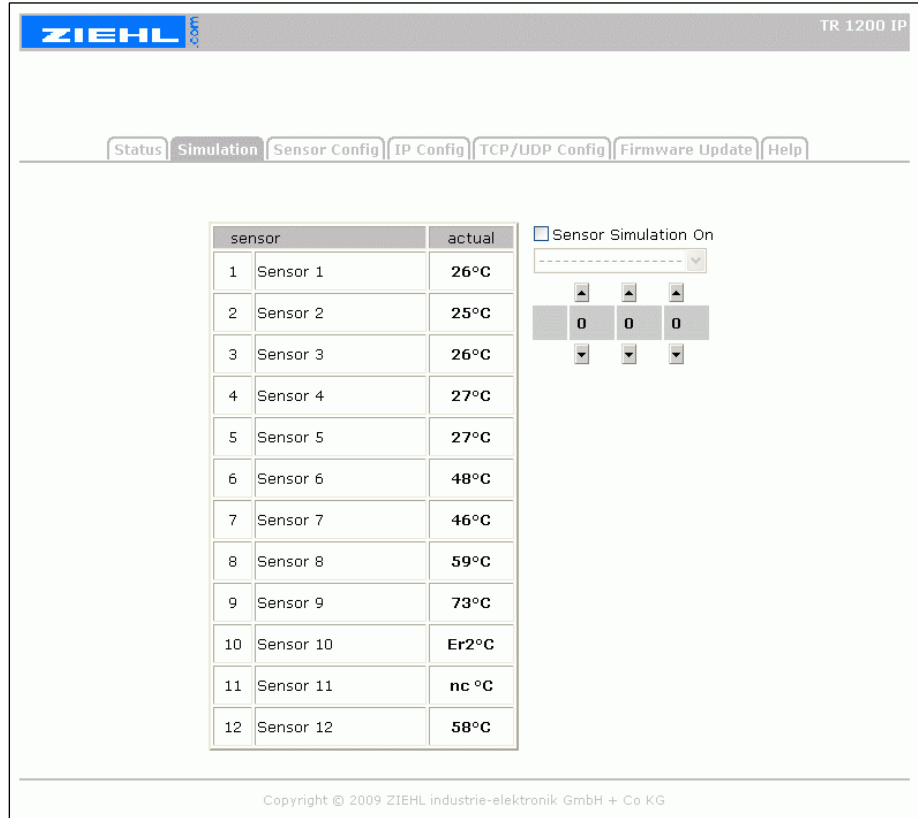 ZIEHL .com
TR 1200 IP
Status Simulation Sensor Config IP Config TCP/UDP Config Firmware Update Help
sensor actual
1 Sensor 1 26°C
2 Sensor 2 25°C
3 Sensor 3 26°C
4 Sensor 4 27°C
5 Sensor 5 27°C
6 Sensor 6 48°C
7 Sensor 7 46°C
8 Sensor 8 59°C
9 Sensor 9 73°C
10 Sensor 10 Er2°C
11 Sensor 11 nc °C
12 Sensor 12 58°C
Sensor Simulation On
------------------
0 0 0
Copyright © 2009 ZIEHL industrie-elektronik GmbH + Co KG